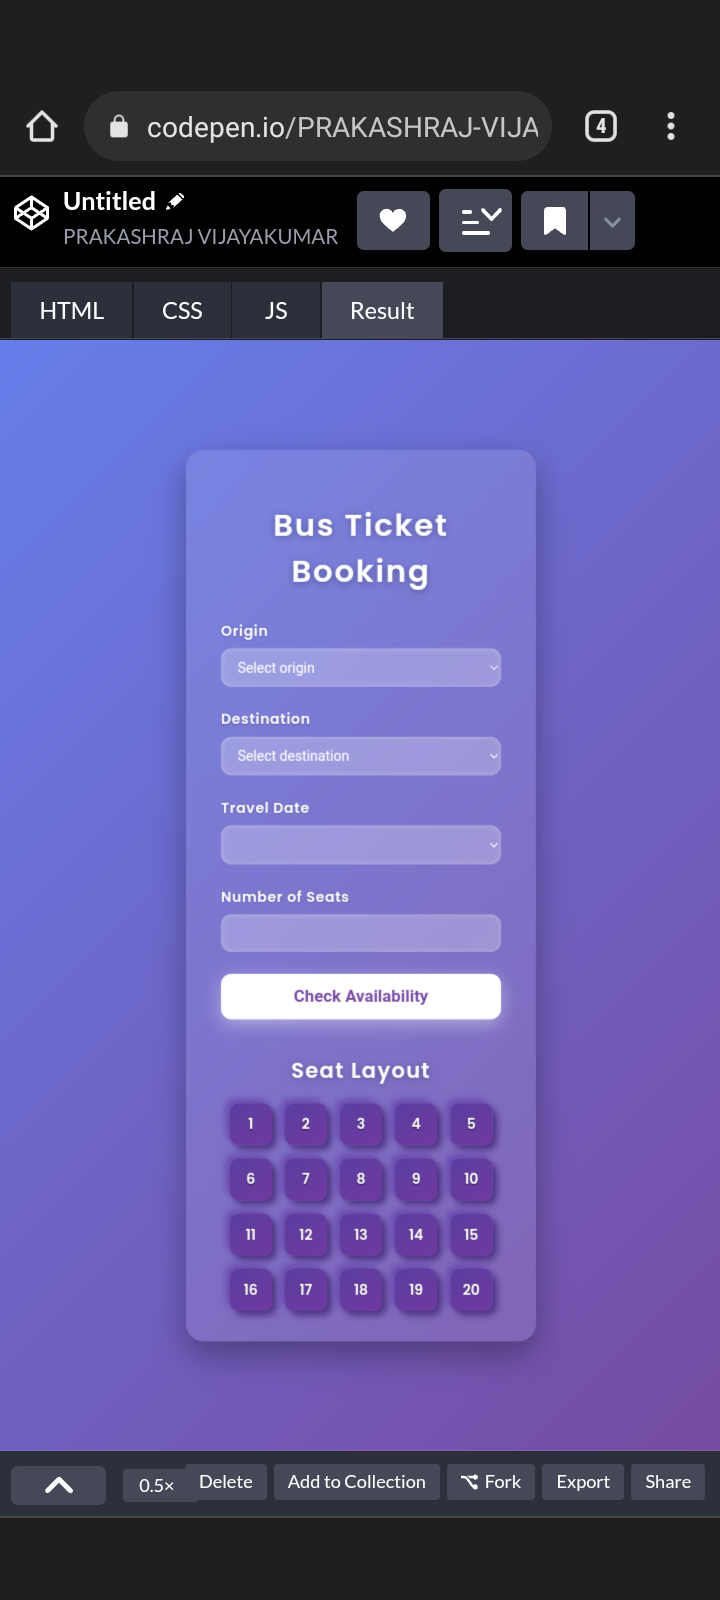 codepen.io/PRAKASHRAJ-VIJA
4
Untitled
PRAKASHRAJ VIJAYAKUMAR
HTML CSS JS Result
Bus Ticket
Booking
Origin
Select origin
Destination
Select destination
Travel Date
Number of Seats
Check Availability
Seat Layout
1 2 3 4 5
6 7 8 9 10
11 12 13 14 15
16 17 18 19 20
0.5× Delete Add to Collection Fork Export Share